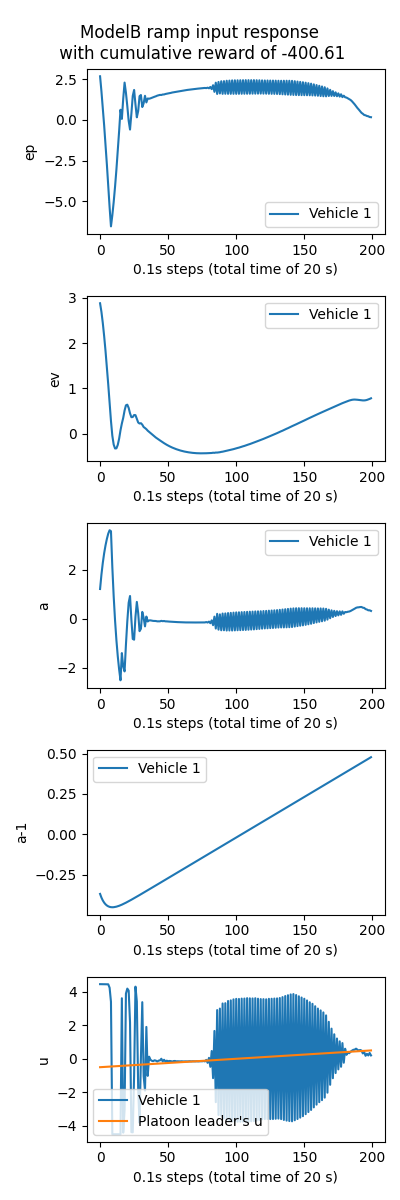 ModelB ramp input response
with cumulative reward of -400.61
2.5
0.0
-2.5
-5.0
ep
Vehicle 1
0 50 100 150 200
0.1s steps (total time of 20 s)
3
2
1
0
ev
Vehicle 1
0 50 100 150 200
0.1s steps (total time of 20 s)
2
0
−2
a
Vehicle 1
0 50 100 150 200
0.1s steps (total time of 20 s)
0.50
0.25
0.00
−0.25
a-1
Vehicle 1
0 50 100 150 200
0.1s steps (total time of 20 s)
4
2
0
−2
−4
u
Vehicle 1
Platoon leader's u
0 50 100 150 200
0.1s steps (total time of 20 s)